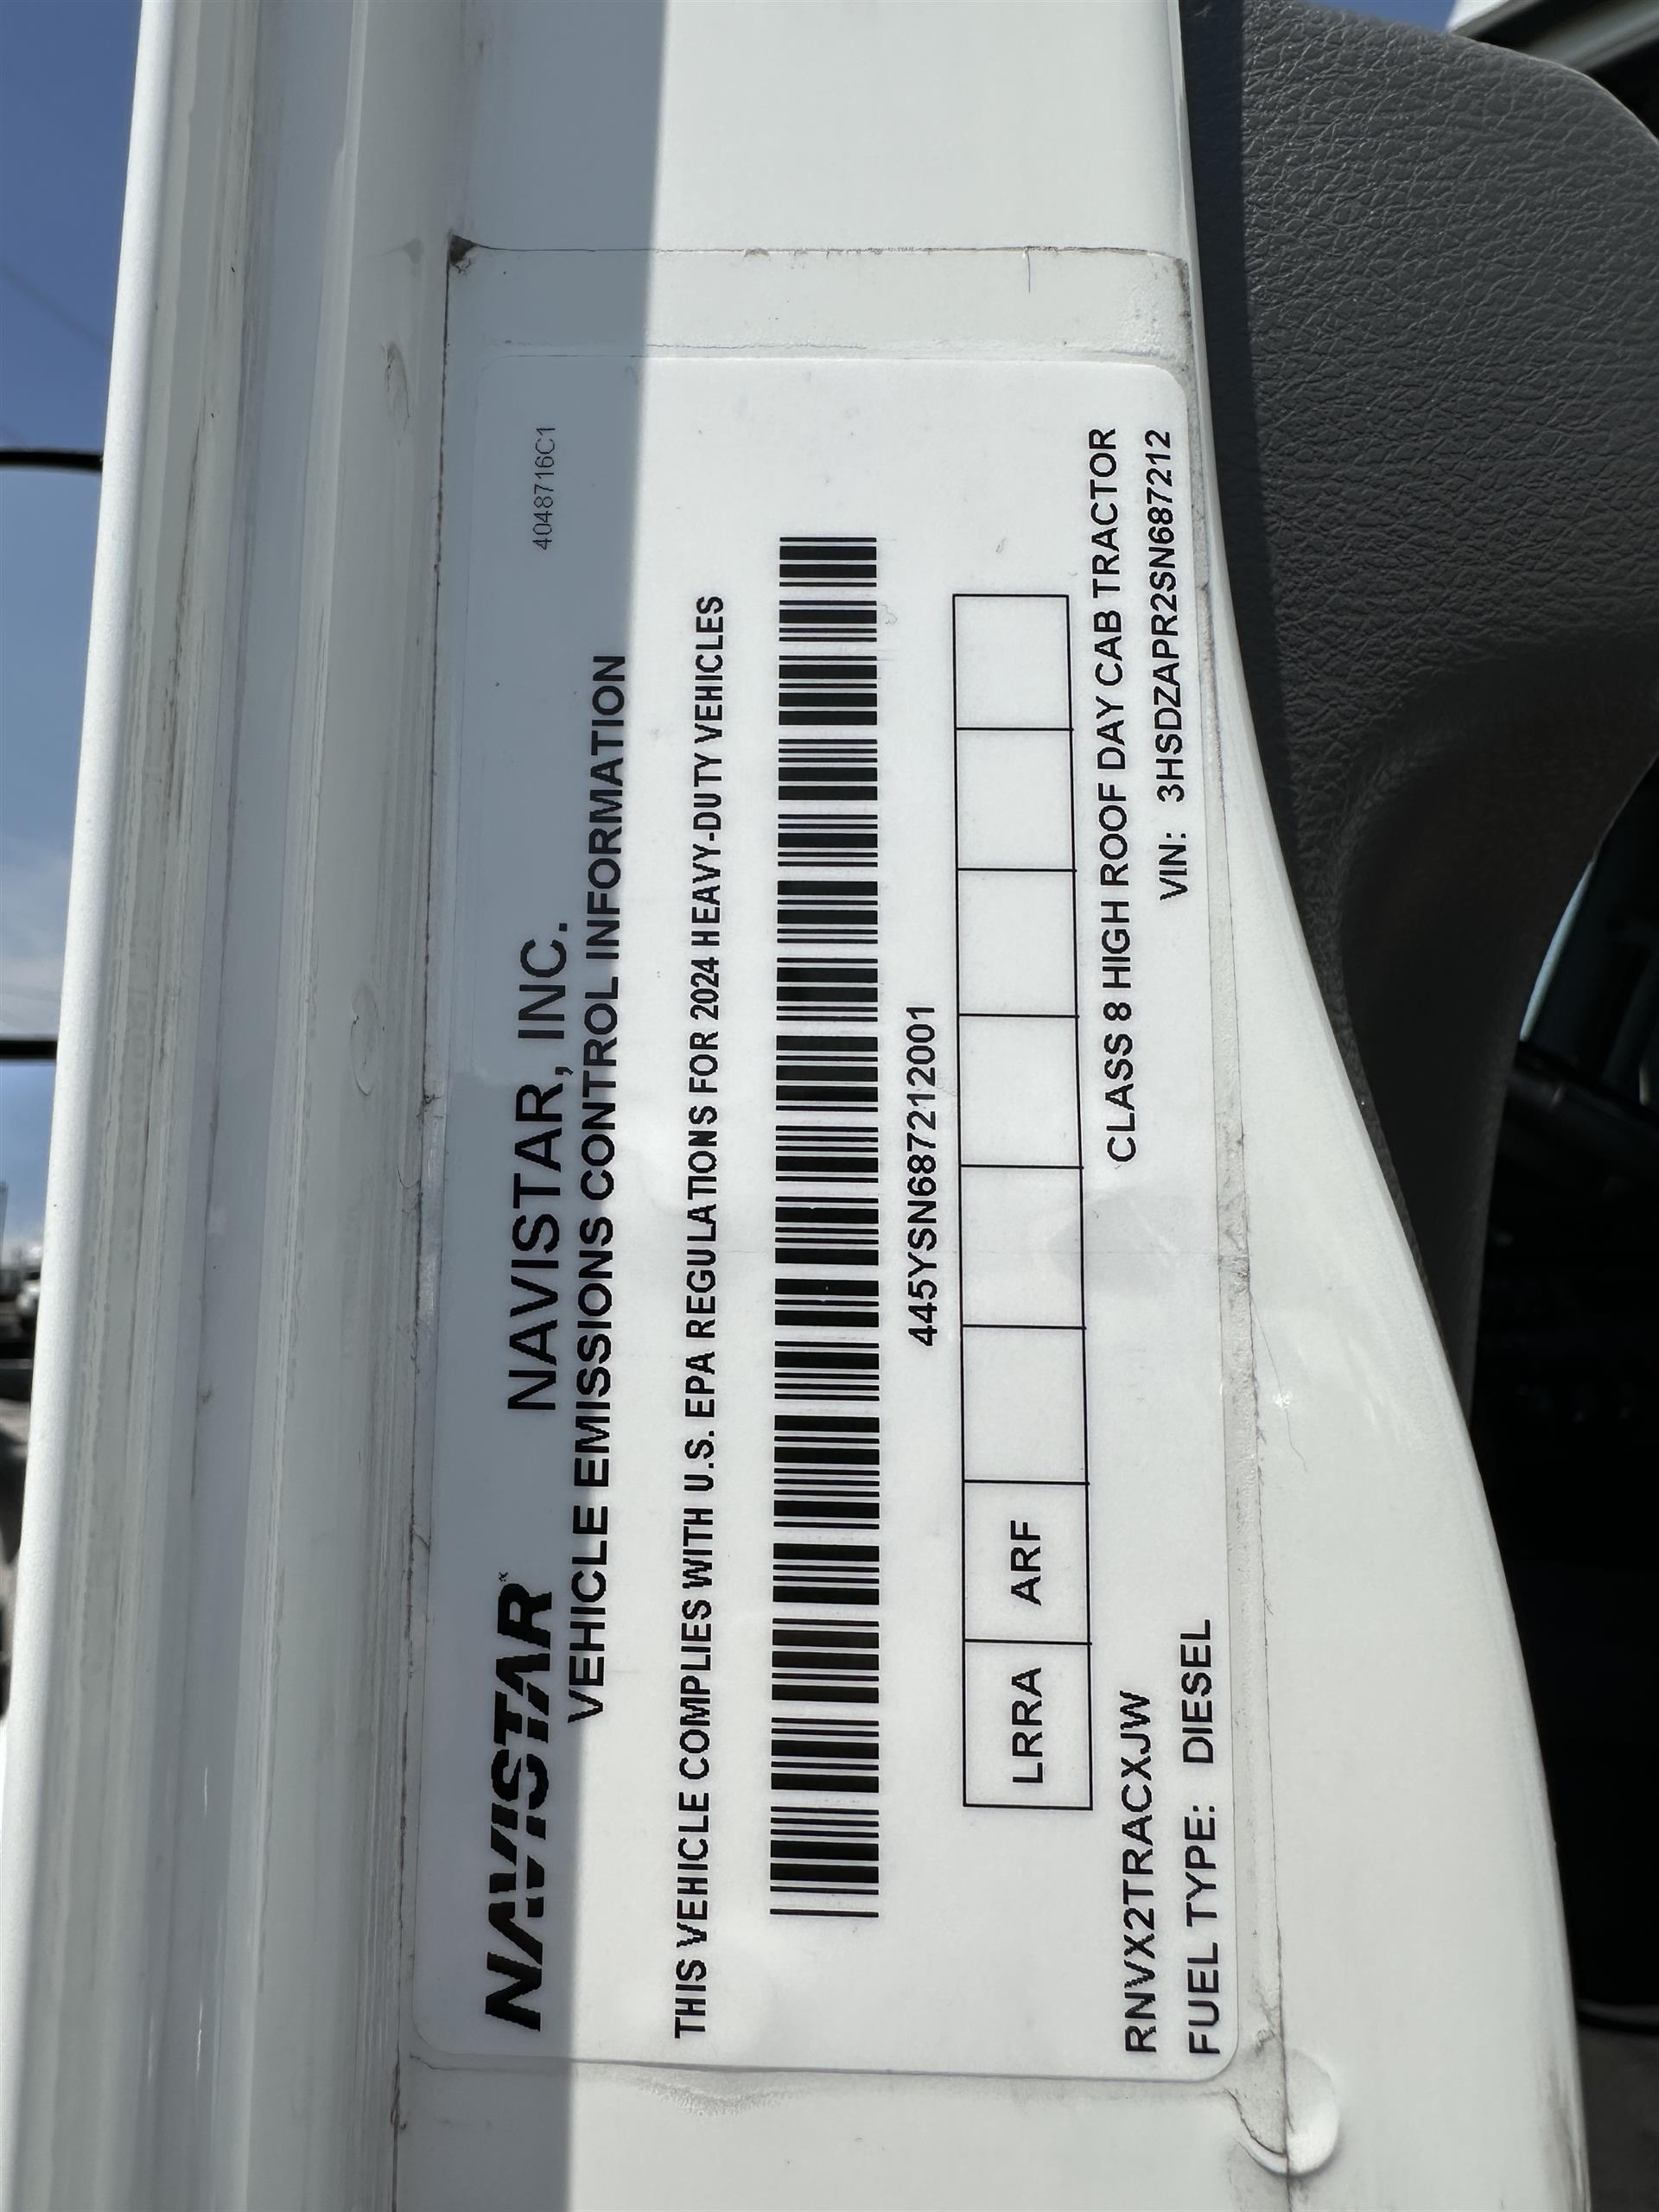 4048716C1
NAVISTAR™ NAVISTAR, INC.
VEHICLE EMISSIONS CONTROL INFORMATION
THIS VEHICLE COMPLIES WITH U.S. EPA REGULATIONS FOR 2024 HEAVY-DUTY VEHICLES
445YSN687212001
LRRA ARF
RNVX2TRACXJW CLASS 8 HIGH ROOF DAY CAB TRACTOR
FUEL TYPE: DIESEL VIN: 3HSDZAPR2SN687212